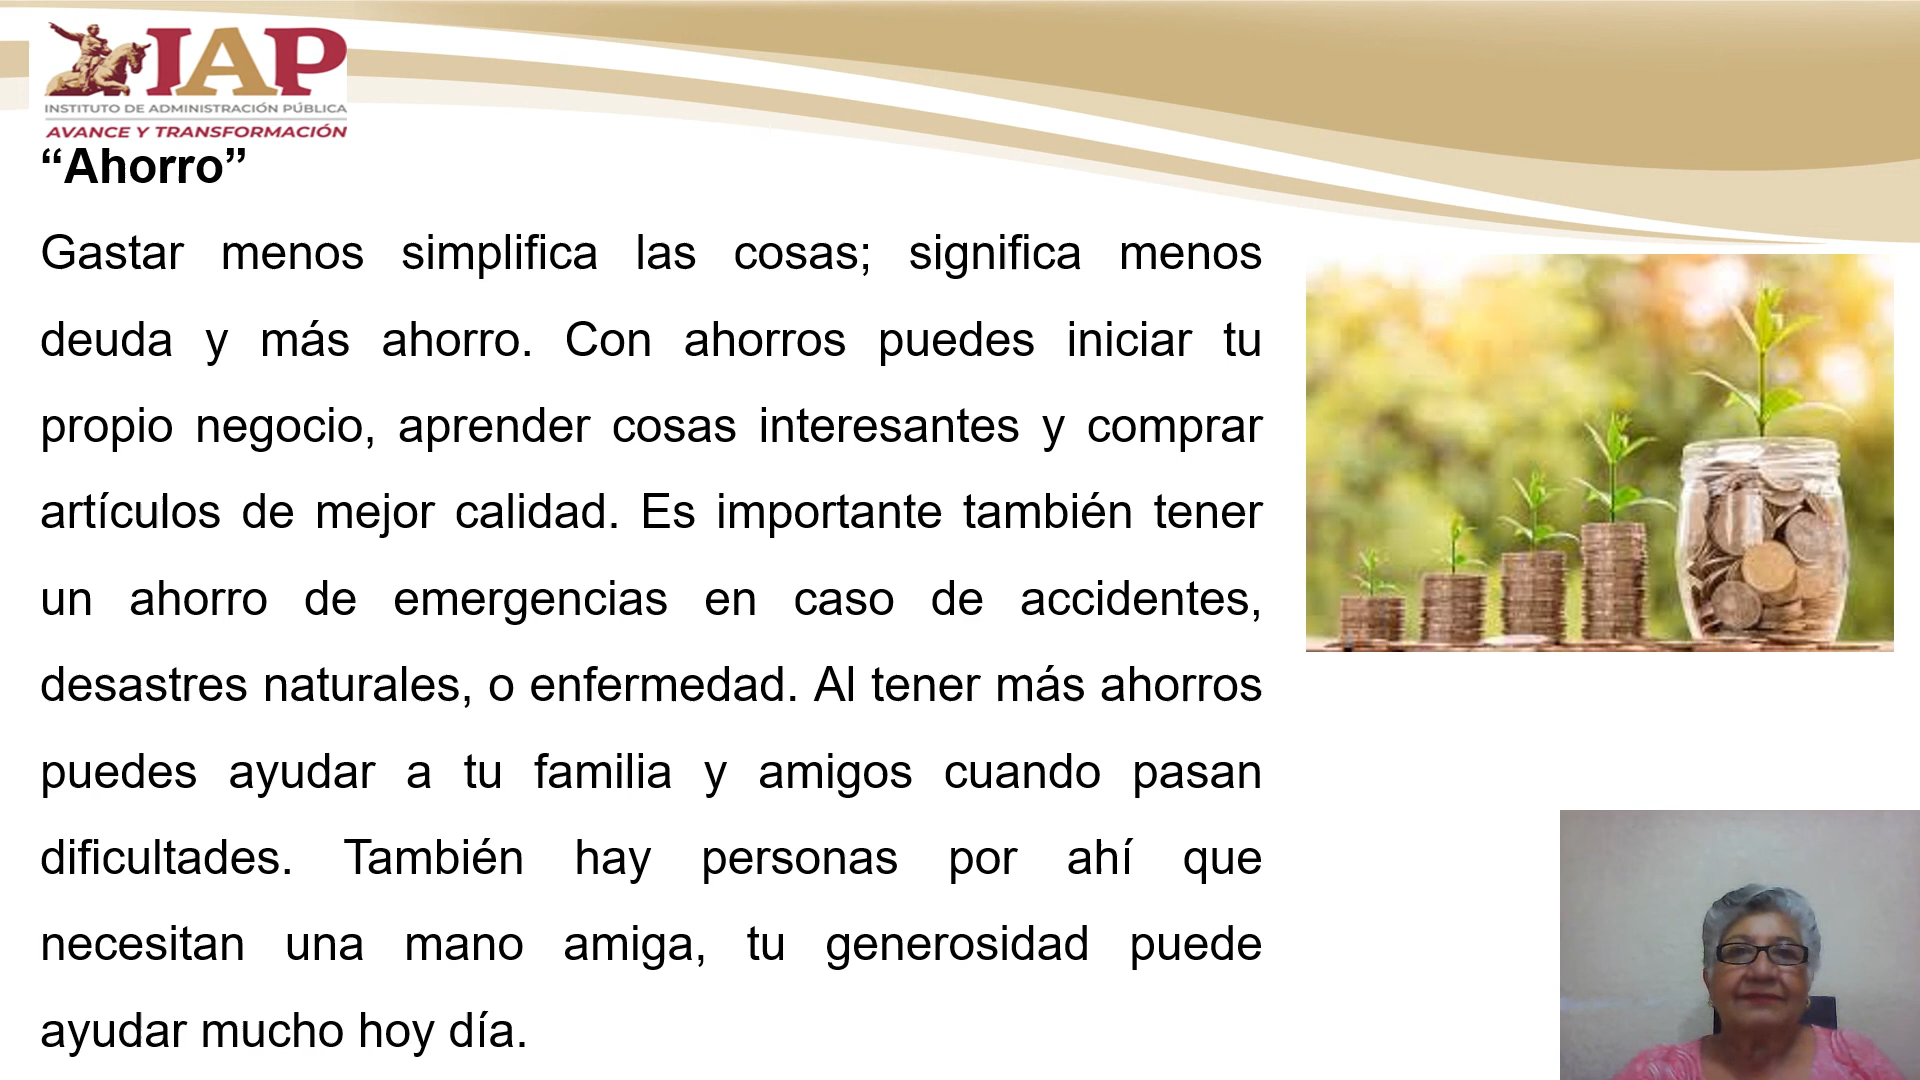 IAP
INSTITUTO DE ADMINISTRACIÓN PÚBLICA
AVANCE Y TRANSFORMACIÓN
“Ahorro”
Gastar menos simplifica las cosas; significa menos
deuda y más ahorro. Con ahorros puedes iniciar tu
propio negocio, aprender cosas interesantes y comprar
artículos de mejor calidad. Es importante también tener
un ahorro de emergencias en caso de accidentes,
desastres naturales, o enfermedad. Al tener más ahorros
puedes ayudar a tu familia y amigos cuando pasan
dificultades. También hay personas por ahí que
necesitan una mano amiga, tu generosidad puede
ayudar mucho hoy día.